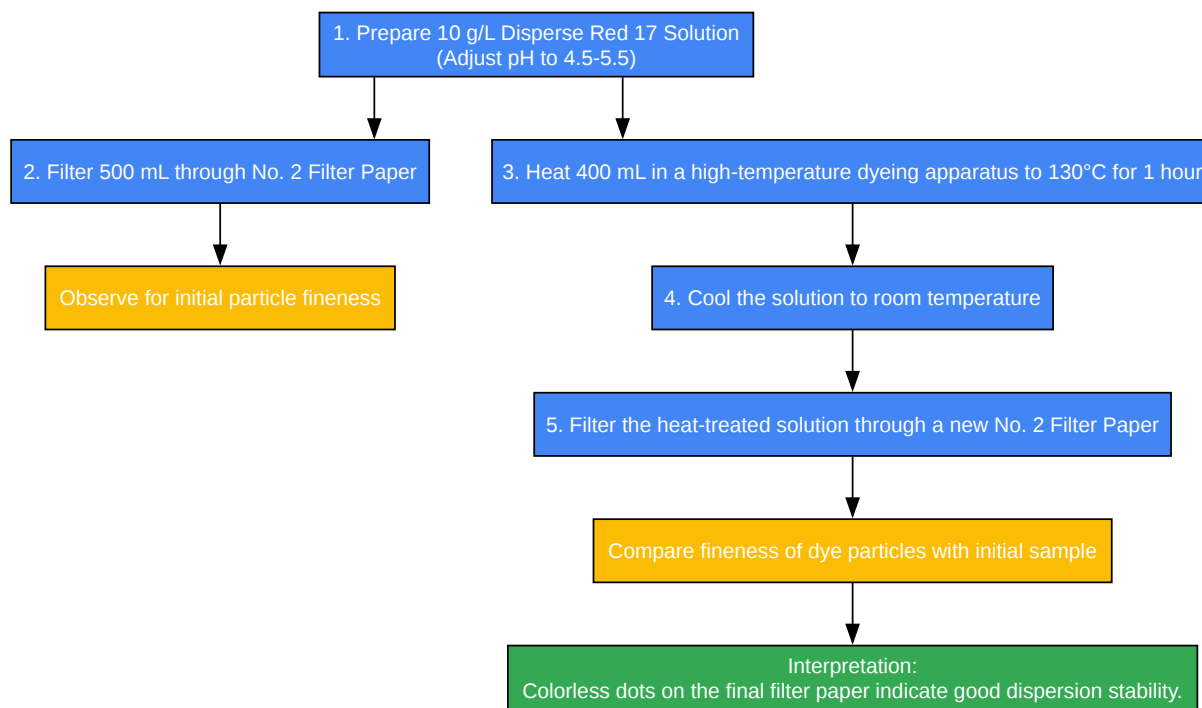 1. Prepare 10 g/L Disperse Red 17 Solution
(Adjust pH to 4.5-5.5)
2. Filter 500 mL through No. 2 Filter Paper
3. Heat 400 mL in a high-temperature dyeing apparatus to 130°C for 1 hour
Observe for initial particle fineness
4. Cool the solution to room temperature
5. Filter the heat-treated solution through a new No. 2 Filter Paper
Compare fineness of dye particles with initial sample
Interpretation:
Colorless dots on the final filter paper indicate good dispersion stability.